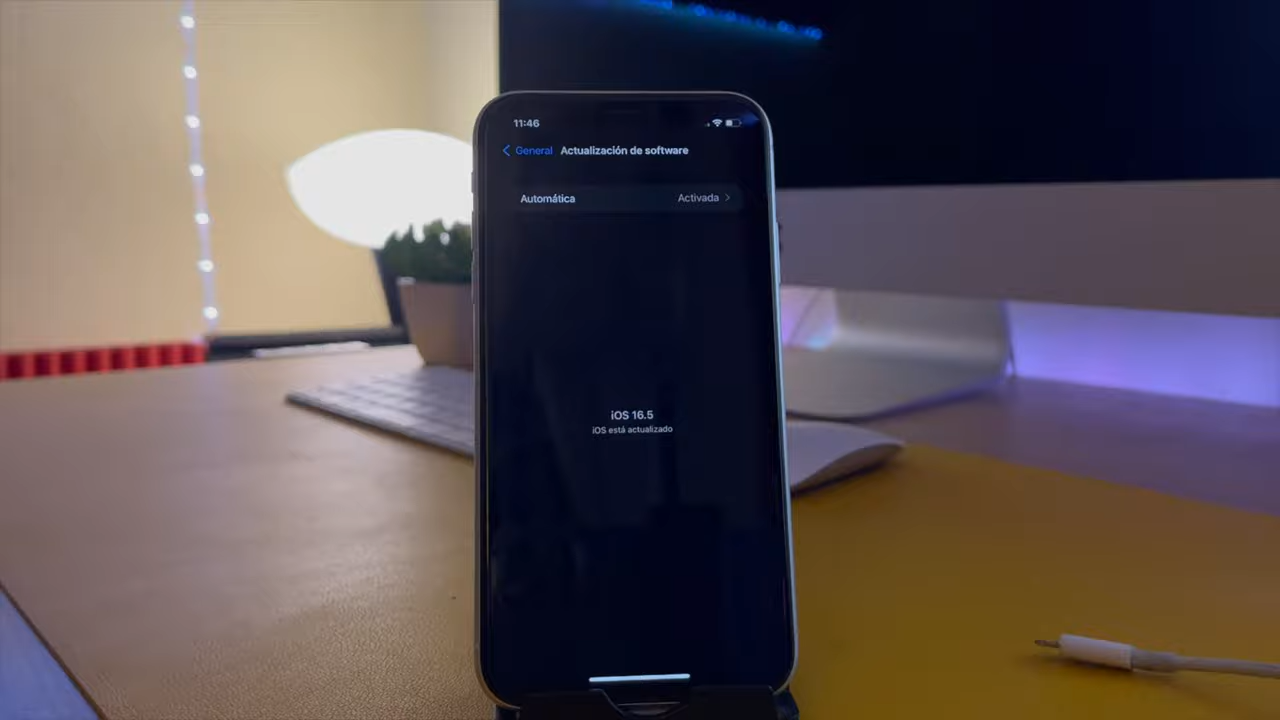 11:46
General Actualización de software
Automática Activada
iOS 16.5
iOS está actualizado